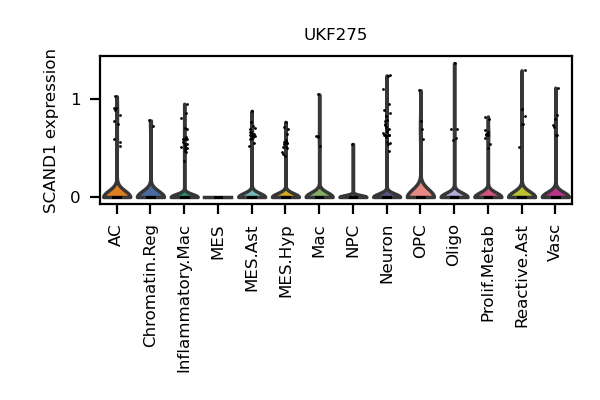 UKF275
SCAND1 expression
1
0
AC
Chromatin.Reg
Inflammatory.Mac
MES
MES.Ast
MES.Hyp
Mac
NPC
Neuron
OPC
Oligo
Prolif.Metab
Reactive.Ast
Vasc